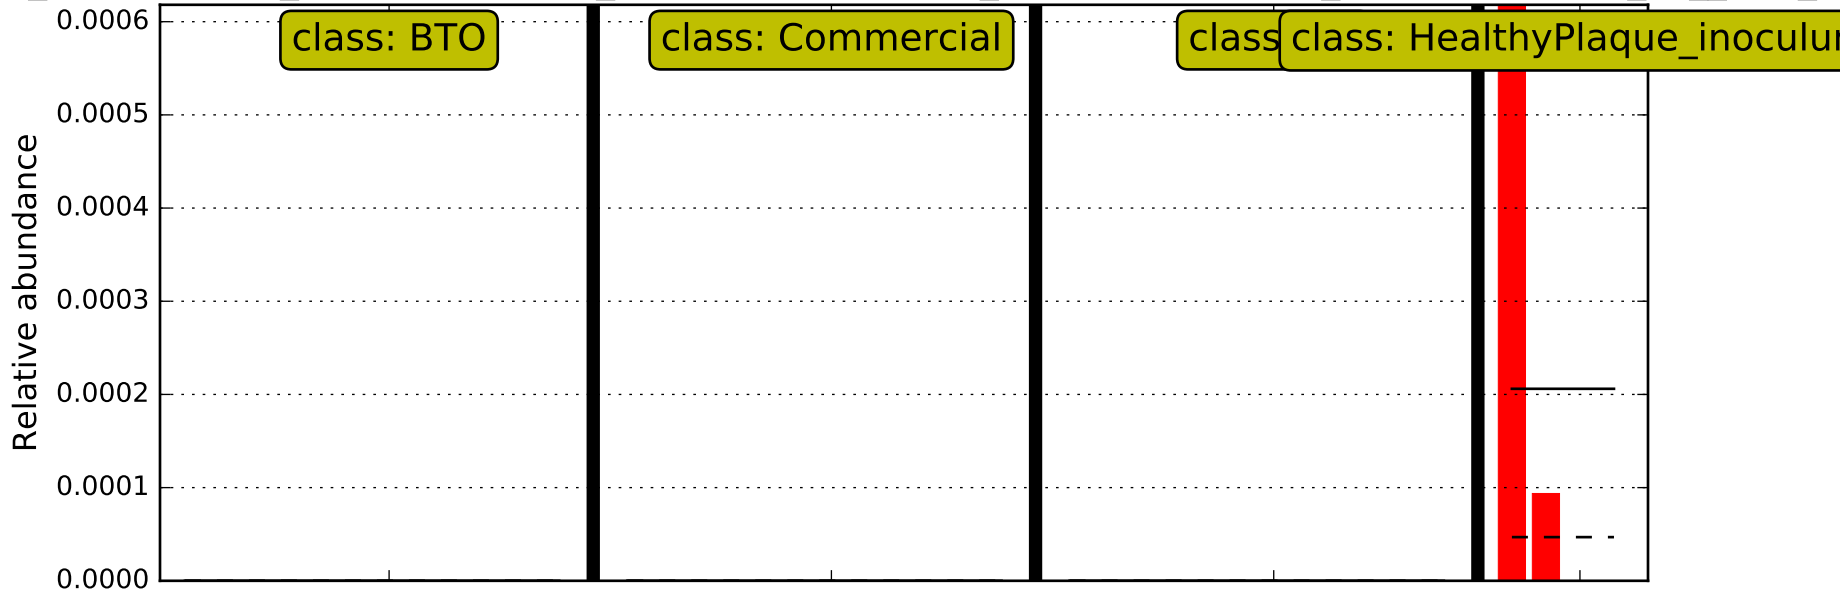 0.0006
class: BTO
class: Commercial
class
class: HealthyPlaque_inoculu
0.0005
0.0004
0.0003
0.0002
0.0001
0.0000
Relative abundance